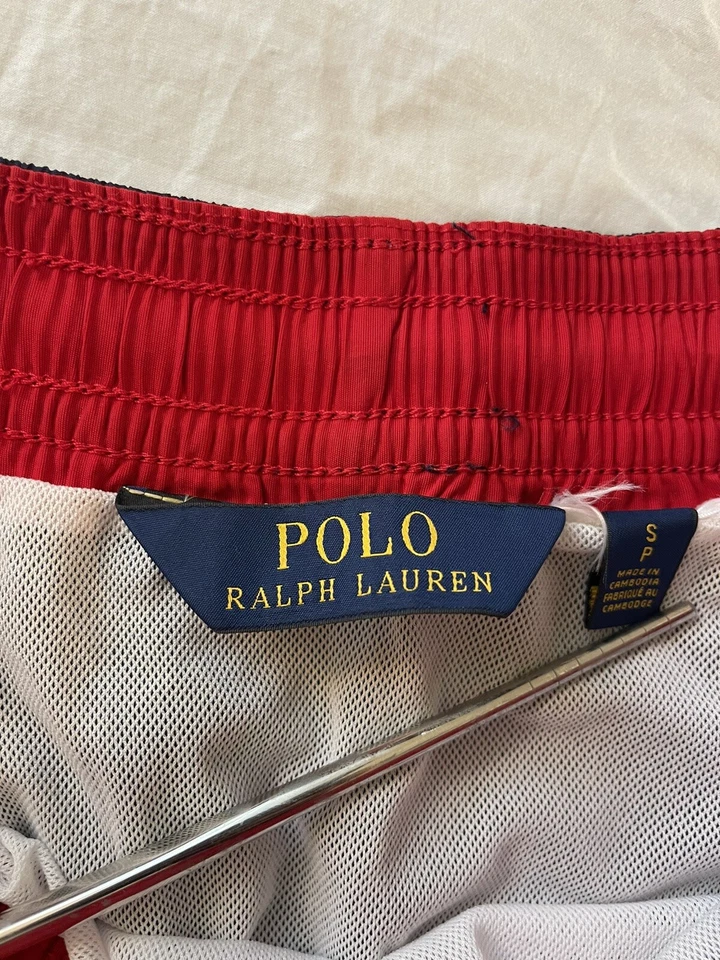 POLO
RALPH LAUREN
S
P
MADE IN
CAMBODIA
FABRIQUÉ AU
CAMBODGE